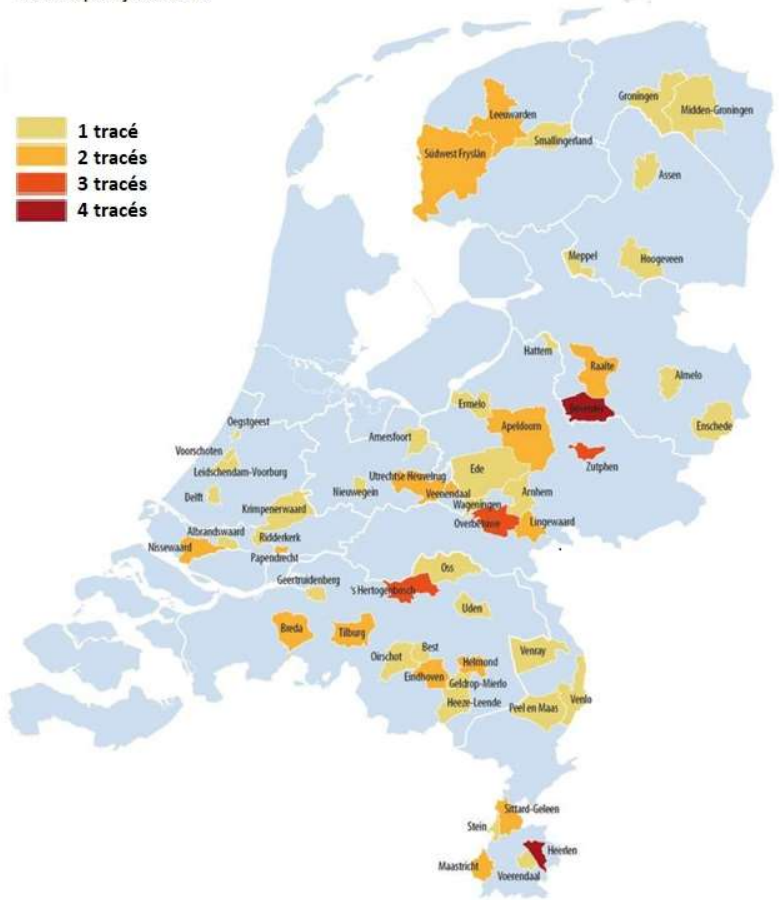 1 tracé
2 tracés
3 tracés
4 tracés
Leeuwarden
Súdwest Fryslân
Smallingerland
Groningen
Midden-Groningen
Assen
Meppel
Hoogeveen
Hattem
Raalte
Almelo
Enschede
Ermelo
Apeldoorn
Zutphen
Oegstgeest
Voorschoten
Leidschendam-Voorburg
Delft
Amersfoort
Ede
Utrechtse Heuvelrug
Nieuwegein
Veenendaal
Arnhem
Wageningen
Overbetuwe
Lingewaard
Krimpenerwaard
Albrandswaard
Ridderkerk
Nissewaard
Papendrecht
Geertruidenberg
's Hertogenbosch
Oss
Uden
Breda
Tilburg
Oirschot
Best
Helmond
Eindhoven
Geldrop-Mierlo
Heeze-Leende
Venray
Peel en Maas
Venlo
Sittard-Geleen
Stein
Heerlen
Maastricht
Voerendaal